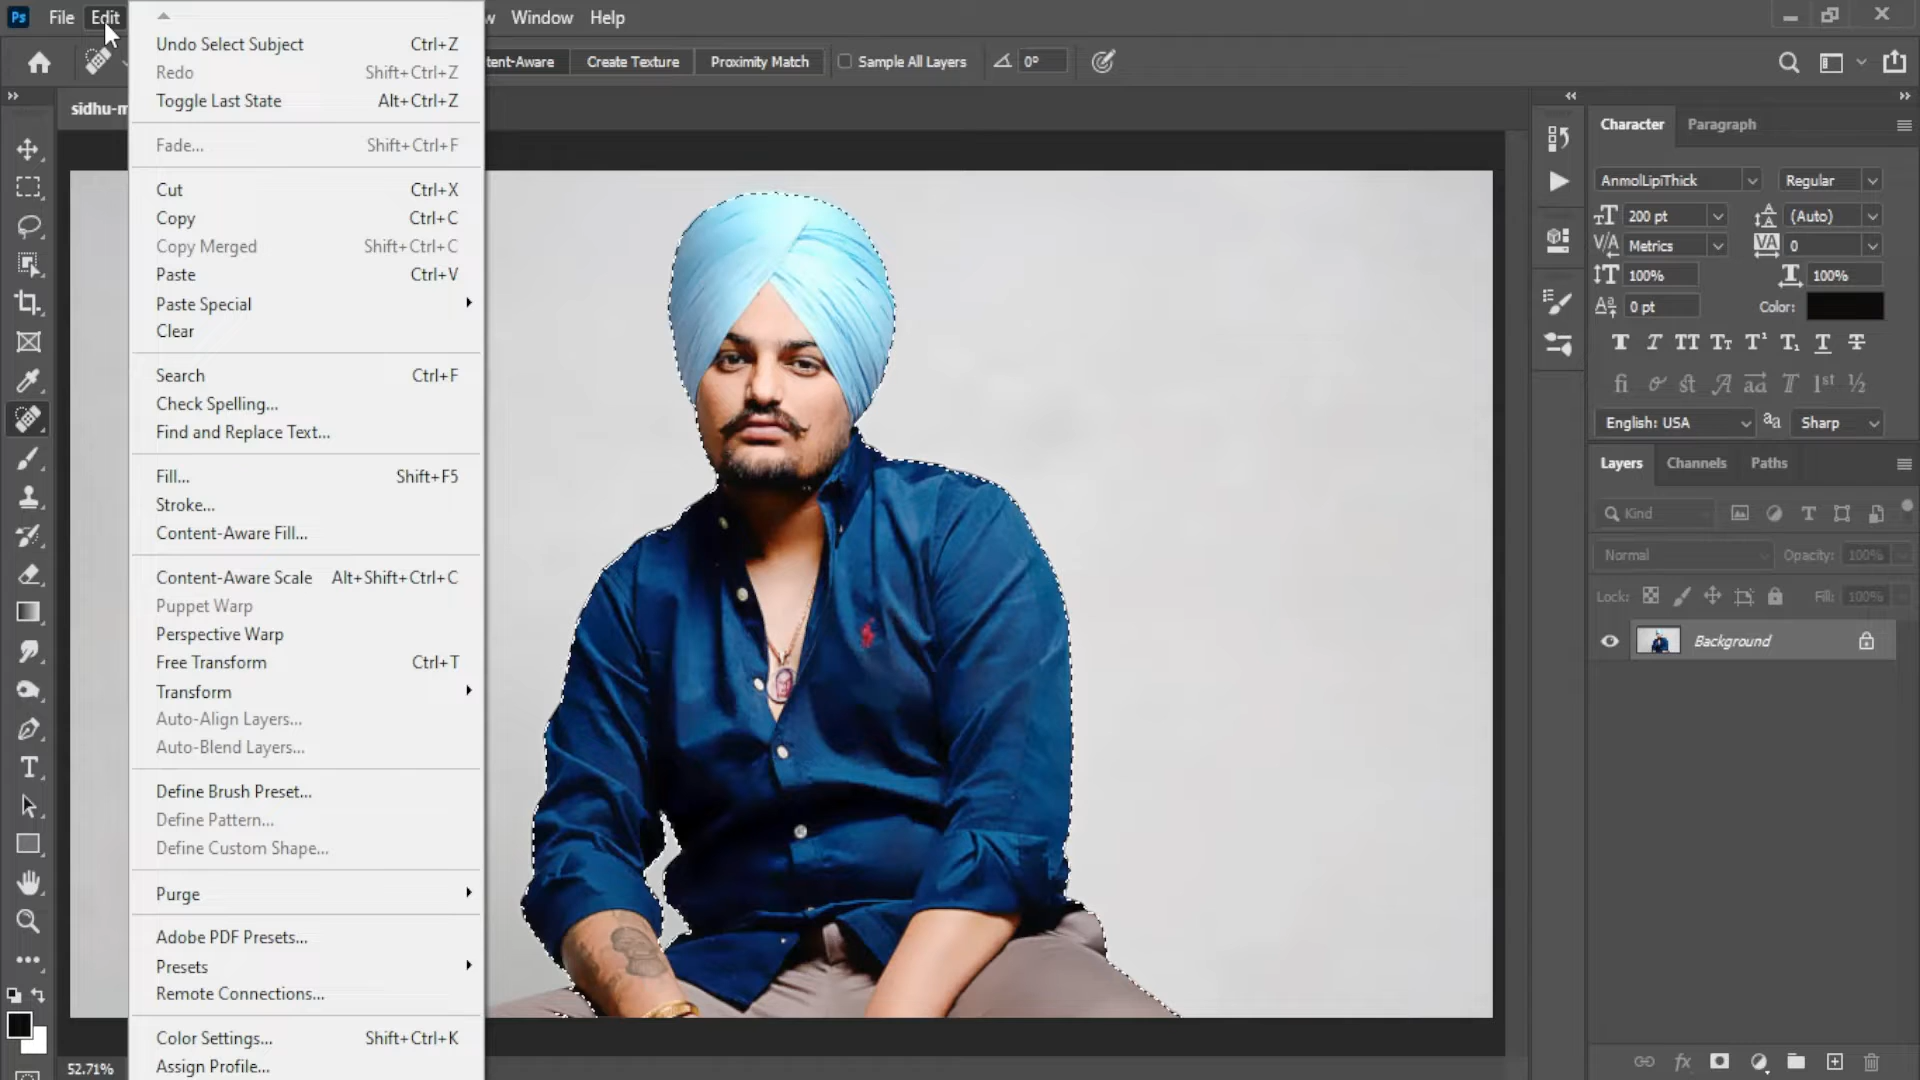 Ps File Edit w Window Help
tent-Aware Create Texture Proximity Match Sample All Layers 0°
sidhu-m
Undo Select Subject Ctrl+Z
Redo Shift+Ctrl+Z
Toggle Last State Alt+Ctrl+Z
Fade... Shift+Ctrl+F
Cut Ctrl+X
Copy Ctrl+C
Copy Merged Shift+Ctrl+C
Paste Ctrl+V
Paste Special
Clear
Search Ctrl+F
Check Spelling...
Find and Replace Text...
Fill... Shift+F5
Stroke...
Content-Aware Fill...
Content-Aware Scale Alt+Shift+Ctrl+C
Puppet Warp
Perspective Warp
Free Transform Ctrl+T
Transform
Auto-Align Layers...
Auto-Blend Layers...
Define Brush Preset...
Define Pattern...
Define Custom Shape...
Purge
Adobe PDF Presets...
Presets
Remote Connections...
Color Settings... Shift+Ctrl+K
Assign Profile...
52.71%
Character Paragraph
AnmolLipiThick Regular
200 pt (Auto)
Metrics 0
100% 100%
0 pt Color:
English: USA Sharp
Layers Channels Paths
Kind
Normal Opacity: 100%
Lock: Fill: 100%
Background